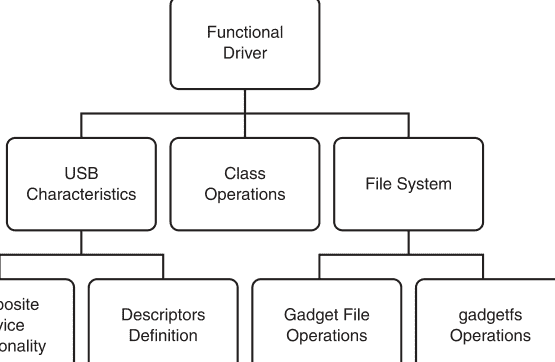 Functional
Driver
USB
Characteristics
Class
Operations
File System
Descriptors
Definition
Gadget File
Operations
gadgetfs
Operations